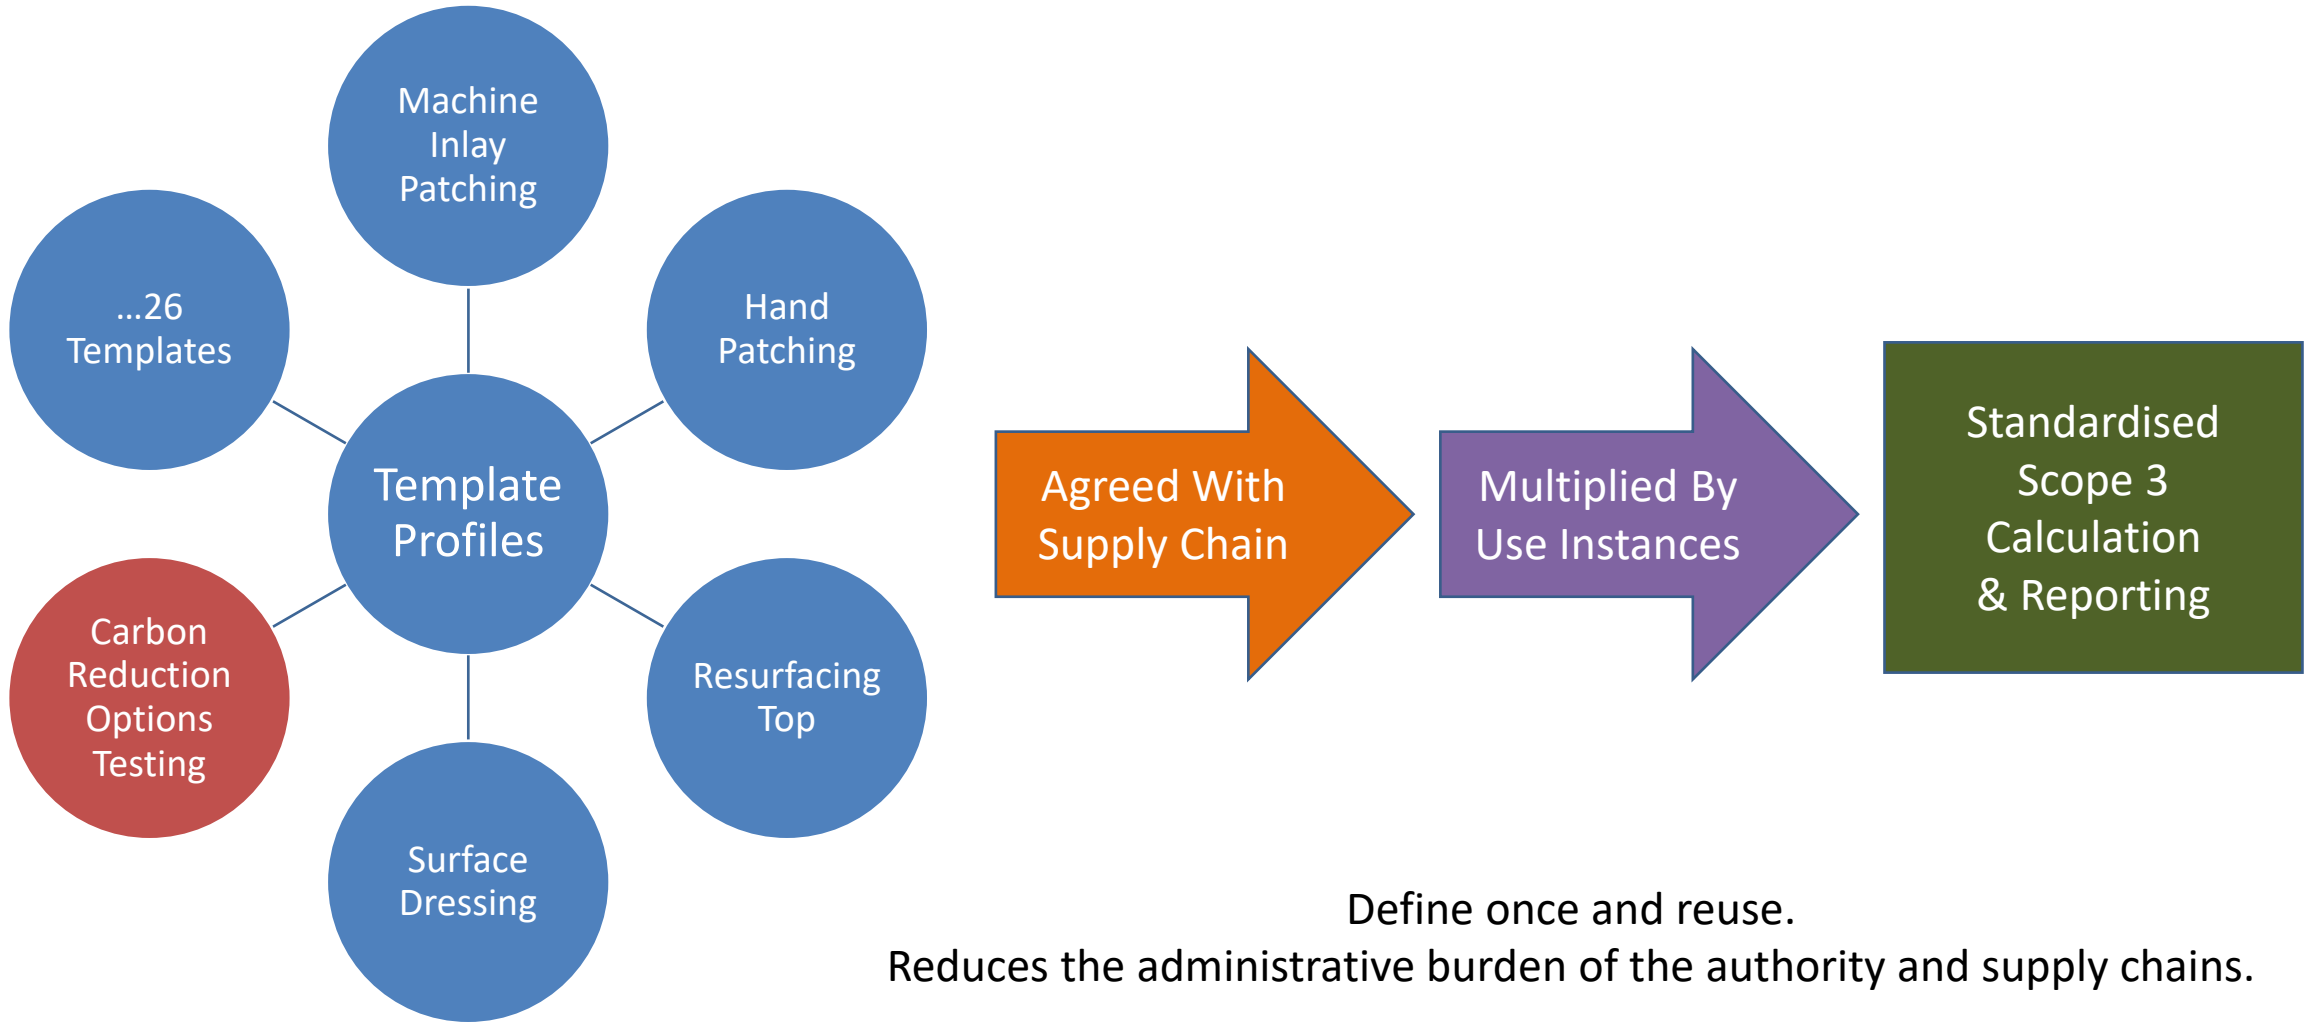 Machine
Inlay
Patching
Hand
Patching
...26
Templates
Template
Profiles
Carbon
Reduction
Options
Testing
Resurfacing
Top
Surface
Dressing
Agreed With
Supply Chain
Multiplied By
Use Instances
Standardised
Scope 3
Calculation
& Reporting
Define once and reuse.
Reduces the administrative burden of the authority and supply chains.